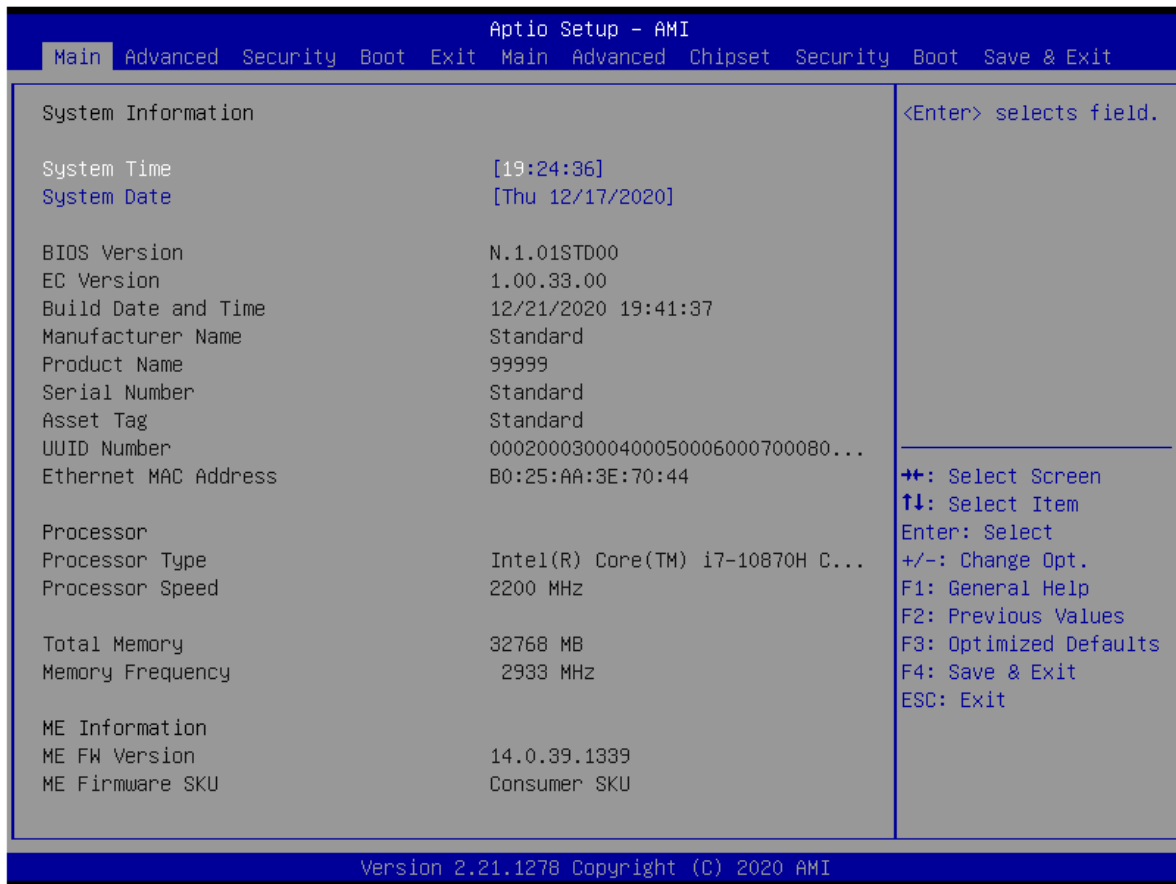 Aptio Setup - AMI
Main Advanced Security Boot Exit Main Advanced Chipset Security Boot Save & Exit
System Information
System Time [19:24:36]
System Date [Thu 12/17/2020]
BIOS Version N.1.01STD00
EC Version 1.00.33.00
Build Date and Time 12/21/2020 19:41:37
Manufacturer Name Standard
Product Name 99999
Serial Number Standard
Asset Tag Standard
UUID Number 00020003000400050006000700080...
Ethernet MAC Address B0:25:AA:3E:70:44
Processor
Processor Type Intel(R) Core(TM) i7-10870H C...
Processor Speed 2200 MHz
Total Memory 32768 MB
Memory Frequency 2933 MHz
ME Information
ME FW Version 14.0.39.1339
ME Firmware SKU Consumer SKU
<Enter> selects field.
→←: Select Screen
↑↓: Select Item
Enter: Select
+/-: Change Opt.
F1: General Help
F2: Previous Values
F3: Optimized Defaults
F4: Save & Exit
ESC: Exit
Version 2.21.1278 Copyright (C) 2020 AMI